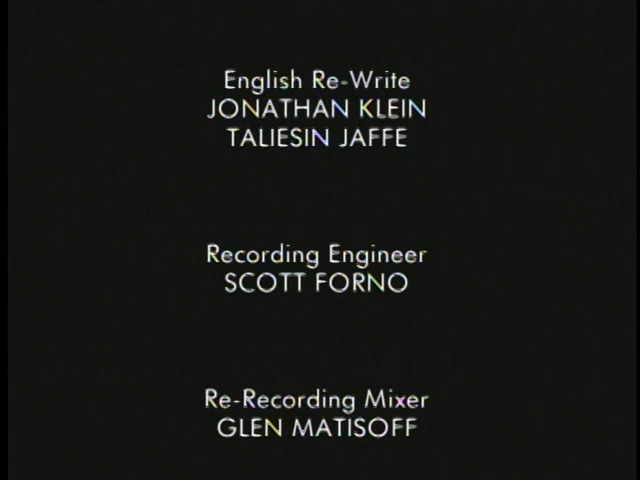 English Re-Write
JONATHAN KLEIN
TALIESIN JAFFE
Recording Engineer
SCOTT FORNO
Re-Recording Mixer
GLEN MATISOFF